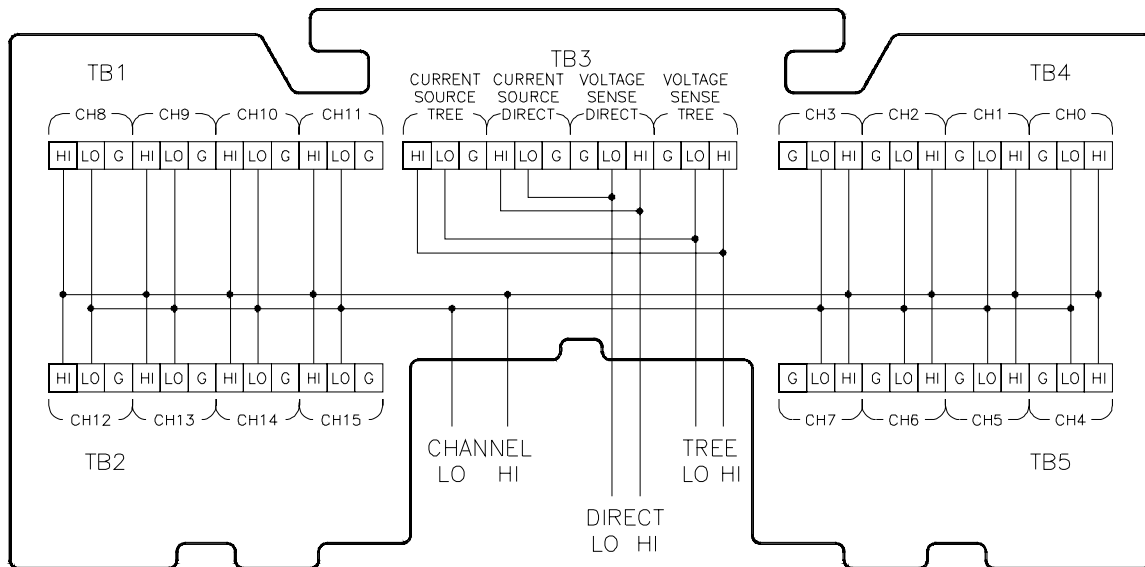 TB1
TB3
TB4
CURRENT SOURCE TREE
CURRENT SOURCE DIRECT
VOLTAGE SENSE DIRECT
VOLTAGE SENSE TREE
CH8 CH9 CH10 CH11
CH3 CH2 CH1 CH0
HI LO G HI LO G HI LO G HI LO G
HI LO G HI LO G G LO HI G LO HI
G LO HI G LO HI G LO HI G LO HI
HI LO G HI LO G HI LO G HI LO G
G LO HI G LO HI G LO HI G LO HI
CH12 CH13 CH14 CH15
CH7 CH6 CH5 CH4
TB2
CHANNEL
LO HI
TREE
LO HI
TB5
DIRECT
LO HI